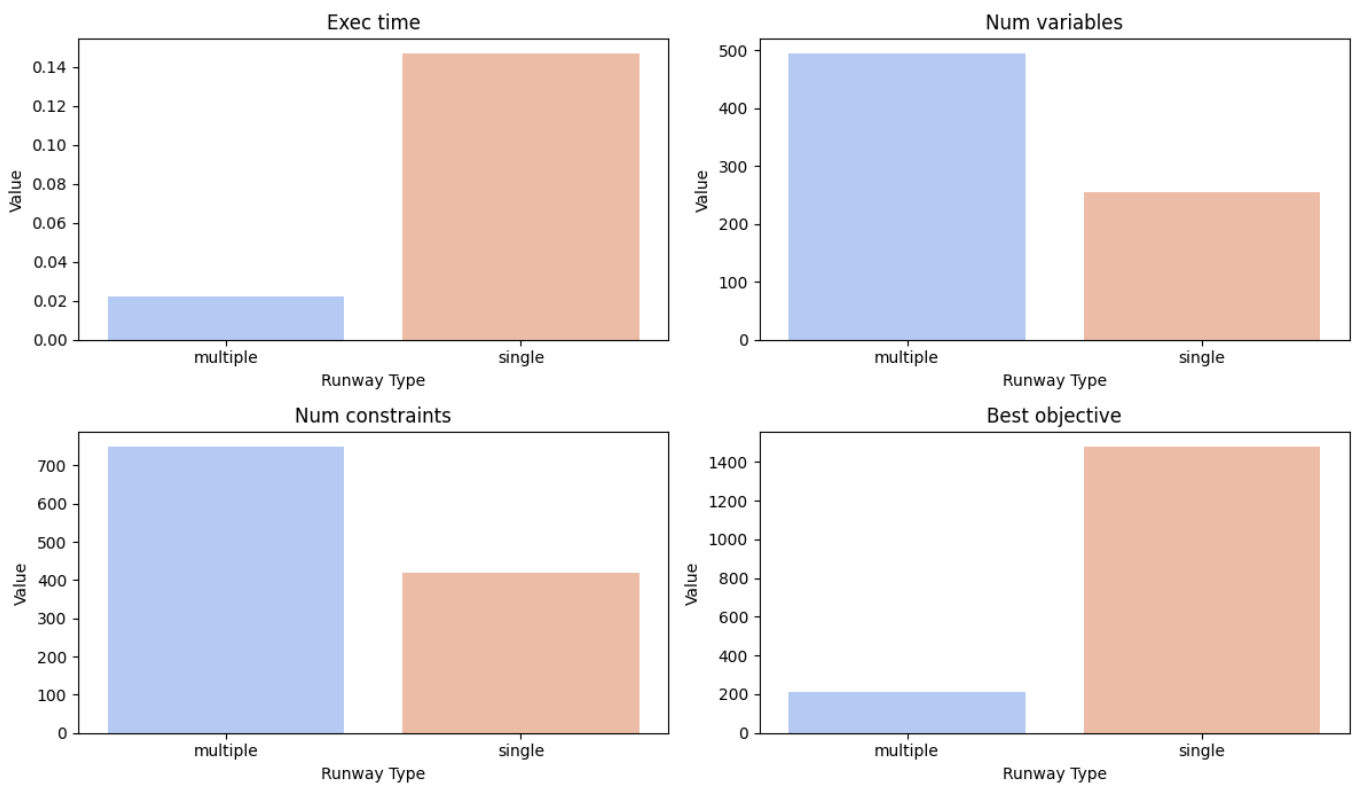 Exec time
Value
0.14
0.12
0.10
0.08
0.06
0.04
0.02
0.00
multiple single
Runway Type
Num variables
Value
500
400
300
200
100
0
multiple single
Runway Type
Num constraints
Value
700
600
500
400
300
200
100
0
multiple single
Runway Type
Best objective
Value
1400
1200
1000
800
600
400
200
0
multiple single
Runway Type